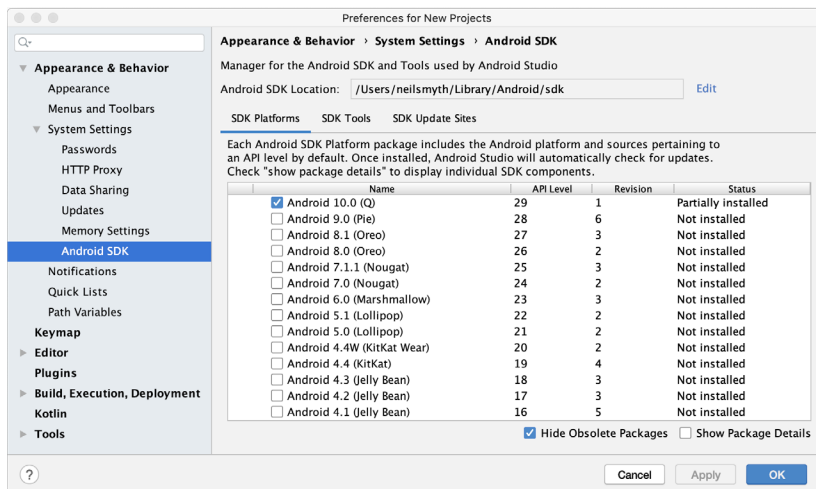 Preferences for New Projects
Appearance & Behavior › System Settings › Android SDK
Manager for the Android SDK and Tools used by Android Studio
Android SDK Location: /Users/neilsmyth/Library/Android/sdk Edit
SDK Platforms SDK Tools SDK Update Sites
Each Android SDK Platform package includes the Android platform and sources pertaining to
an API level by default. Once installed, Android Studio will automatically check for updates.
Check "show package details" to display individual SDK components.
Name API Level Revision Status
Android 10.0 (Q) 29 1 Partially installed
Android 9.0 (Pie) 28 6 Not installed
Android 8.1 (Oreo) 27 3 Not installed
Android 8.0 (Oreo) 26 2 Not installed
Android 7.1.1 (Nougat) 25 3 Not installed
Android 7.0 (Nougat) 24 2 Not installed
Android 6.0 (Marshmallow) 23 3 Not installed
Android 5.1 (Lollipop) 22 2 Not installed
Android 5.0 (Lollipop) 21 2 Not installed
Android 4.4W (KitKat Wear) 20 2 Not installed
Android 4.4 (KitKat) 19 4 Not installed
Android 4.3 (Jelly Bean) 18 3 Not installed
Android 4.2 (Jelly Bean) 17 3 Not installed
Android 4.1 (Jelly Bean) 16 5 Not installed
Hide Obsolete Packages Show Package Details
Appearance & Behavior
Appearance
Menus and Toolbars
System Settings
Passwords
HTTP Proxy
Data Sharing
Updates
Memory Settings
Android SDK
Notifications
Quick Lists
Path Variables
Keymap
Editor
Plugins
Build, Execution, Deployment
Kotlin
Tools
? Cancel Apply OK